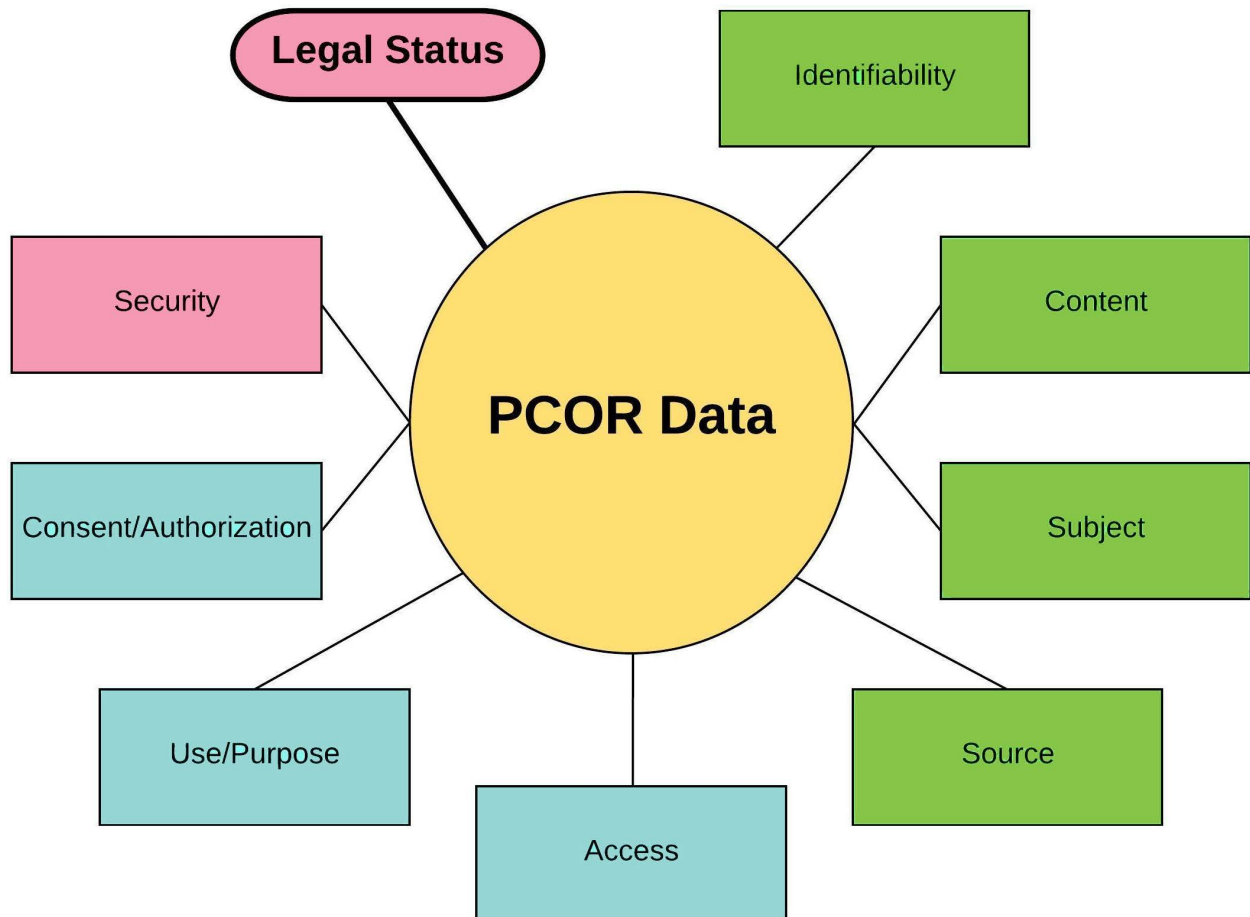 Legal Status
Identifiability
Security
Content
PCOR Data
Consent/Authorization
Subject
Use/Purpose
Source
Access